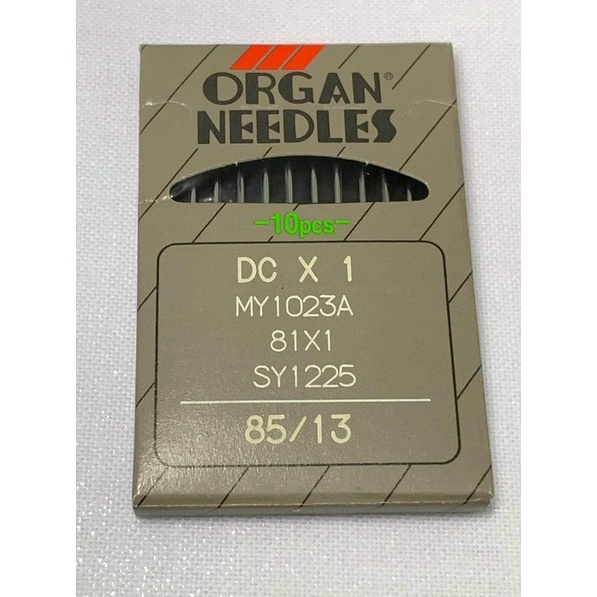 ORGAN®
NEEDLES
-10pcs-
DC X 1
MY1023A
81X1
SY1225
85/13